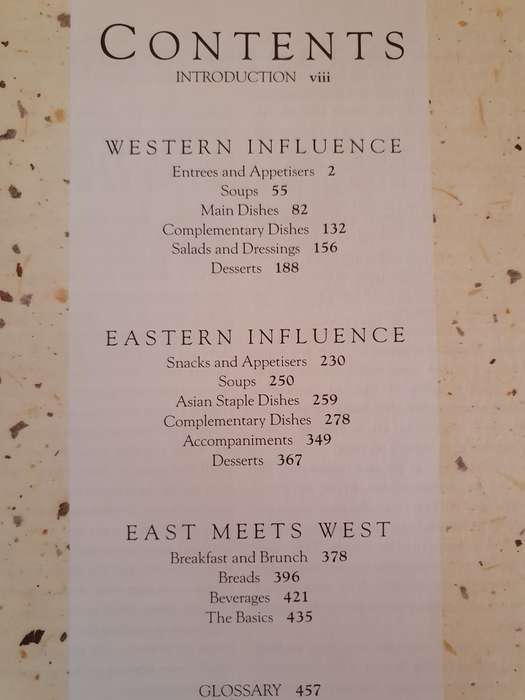 CONTENTS
INTRODUCTION viii
WESTERN INFLUENCE
Entrees and Appetisers 2
Soups 55
Main Dishes 82
Complementary Dishes 132
Salads and Dressings 156
Desserts 188
EASTERN INFLUENCE
Snacks and Appetisers 230
Soups 250
Asian Staple Dishes 259
Complementary Dishes 278
Accompaniments 349
Desserts 367
EAST MEETS WEST
Breakfast and Brunch 378
Breads 396
Beverages 421
The Basics 435
GLOSSARY 457